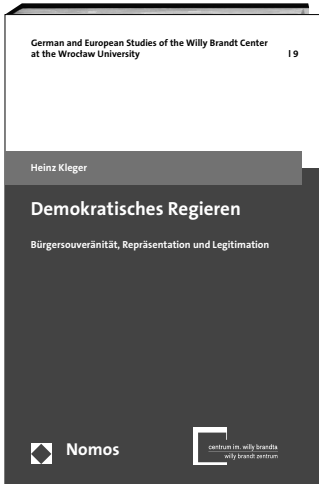 German and European Studies of the Willy Brandt Center
at the Wrocław University | 9
Heinz Kleger
Demokratisches Regieren
Bürgersouveränität, Repräsentation und Legitimation
Nomos
centrum im. willy brandta
willy brandt zentrum